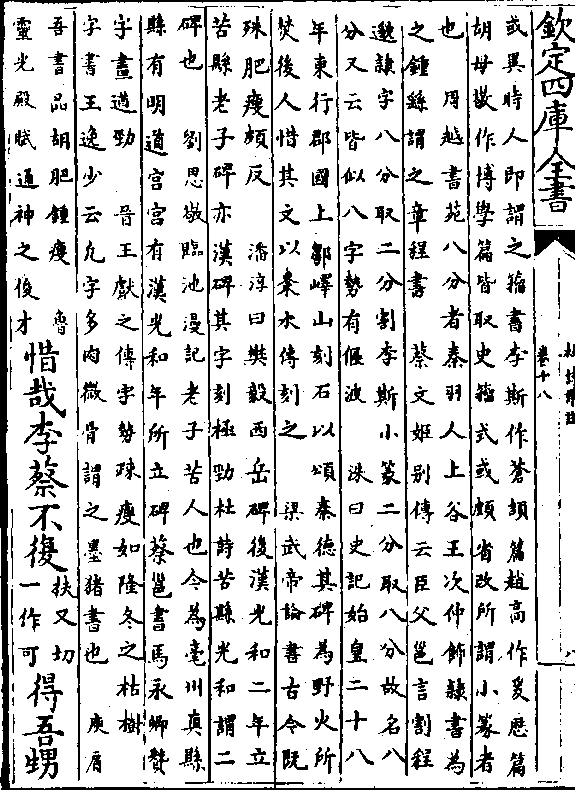 欽定四庫全書
卷十八
或異時人即謂之籀書李斯作蒼頡篇趙高作爰歷篇
胡母敬作博學篇皆取史籀式或頗省改所謂小篆者
也　周越書苑八分者秦羽人上谷王次仲飾隸書為
之鍾繇謂之章程書　蔡文姬別傳云臣父邕言割程
邈隸字八分取二分割李斯小篆二分取八分故名八
分又云皆似八字勢有偃波　洙曰史記始皇二十八
年東行郡國上鄒嶧山刻石以頌秦德其碑為野火所
焚後人惜其文以棗木傳刻之　梁武帝論書古今既
殊肥瘦頗反　潘淳曰樊毅西岳碑後漢光和二年立
苦縣老子碑亦漢碑其字刻極勁杜詩苦縣光和謂二
碑也　劉思敬臨池漫記老子苦人也今為亳州真縣
縣有明道宮宮有漢光和年所立碑蔡邕書馬永卿贊
字畫遒勁　晉王獻之傳字勢疎瘦如隆冬之枯樹
字書王逸少云凡字多肉微骨謂之墨猪書也　庾肩
吾書品胡肥鍾瘦　魯
靈光殿賦通神之俊才
惜哉李蔡不復
扶又切
一作可
得吾甥